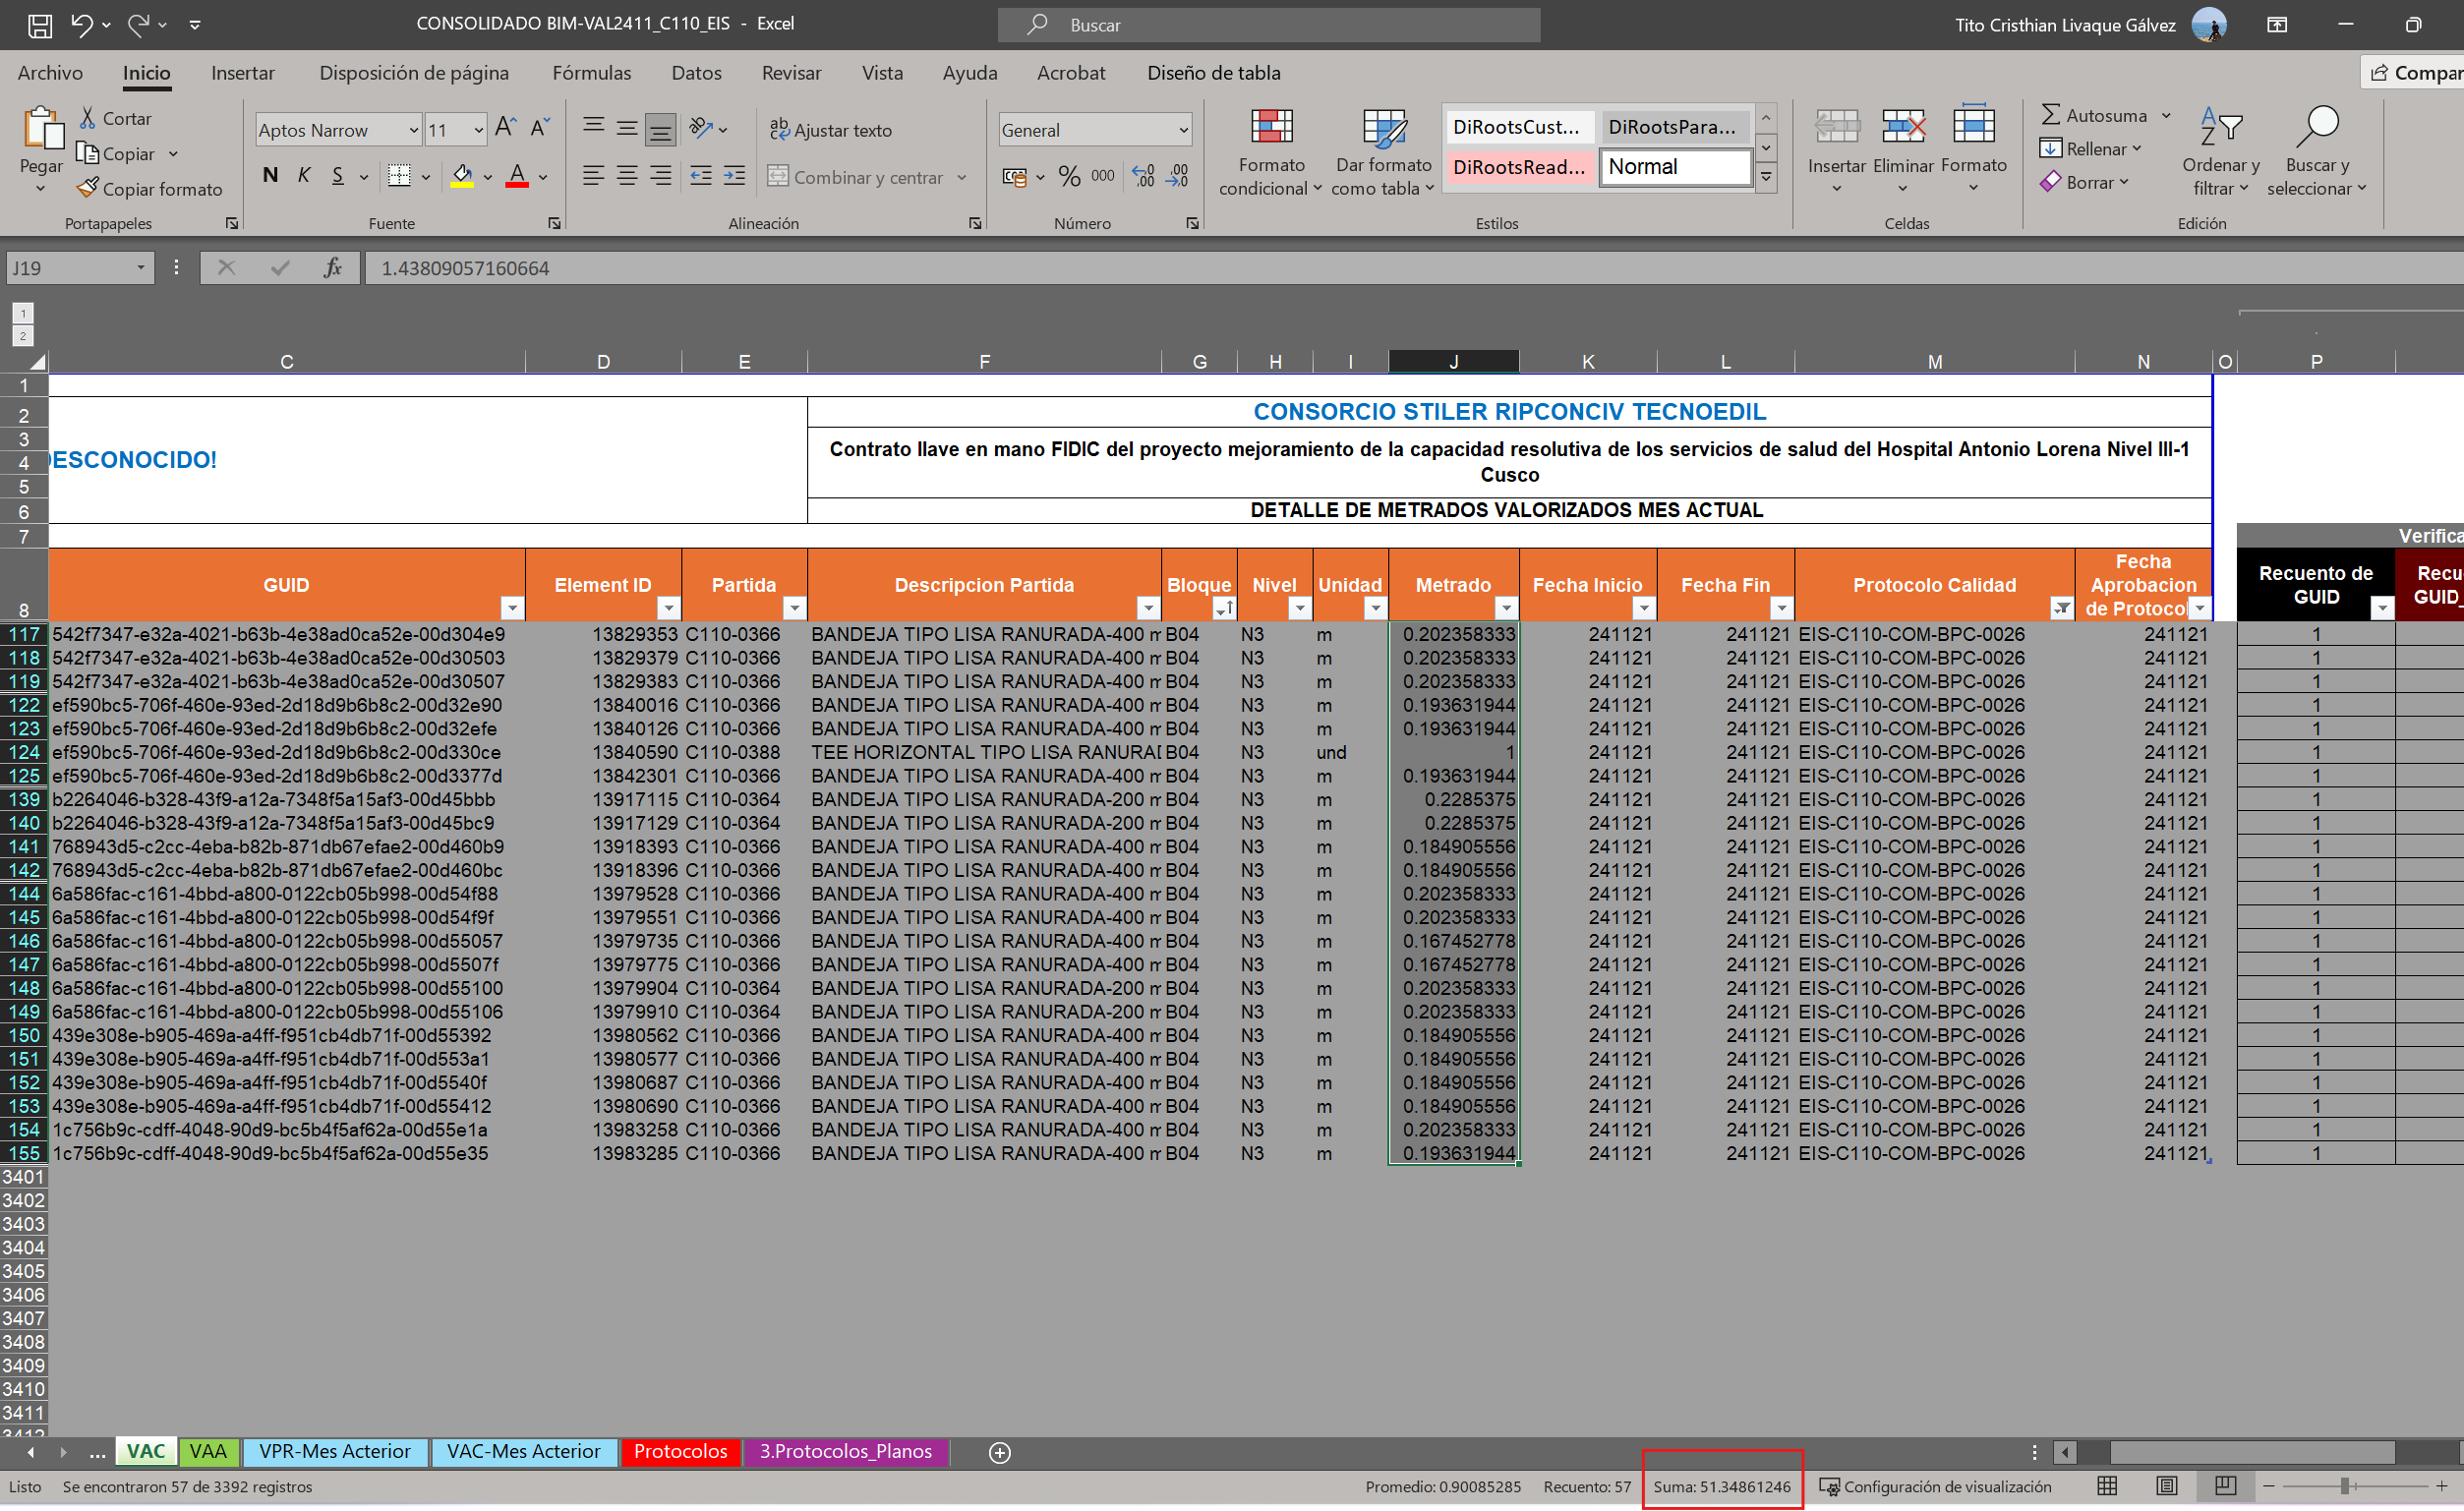 CONSOLIDADO BIM-VAL2411_C110_EIS - Excel
Buscar
Tito Cristhian Livaque Gálvez
Archivo Inicio Insertar Disposición de página Fórmulas Datos Revisar Vista Ayuda Acrobat Diseño de tabla
Pegar
Cortar
Copiar
Copiar formato
Portapapeles
Aptos Narrow 11
N K S
Fuente
Ajustar texto
Combinar y centrar
Alineación
General
% 000
Número
Formato condicional
Dar formato como tabla
DiRootsCust... DiRootsPara...
DiRootsRead... Normal
Estilos
Insertar Eliminar Formato
Celdas
Autosuma
Rellenar
Borrar
Ordenar y filtrar
Buscar y seleccionar
Edición
J19 fx 1.43809057160664
1
2
C D E F G H I J K L M N O P
1
2 CONSORCIO STILER RIPCONCIV TECNOEDIL
3
4 DESCONOCIDO! Contrato llave en mano FIDIC del proyecto mejoramiento de la capacidad resolutiva de los servicios de salud del Hospital Antonio Lorena Nivel III-1
5 Cusco
6 DETALLE DE METRADOS VALORIZADOS MES ACTUAL
7
8 GUID Element ID Partida Descripcion Partida Bloque Nivel Unidad Metrado Fecha Inicio Fecha Fin Protocolo Calidad Fecha Aprobacion de Protocol Recuento de GUID
117 542f7347-e32a-4021-b63b-4e38ad0ca52e-00d304e9 13829353 C110-0366 BANDEJA TIPO LISA RANURADA-400 m B04 N3 m 0.202358333 241121 241121 EIS-C110-COM-BPC-0026 241121 1
118 542f7347-e32a-4021-b63b-4e38ad0ca52e-00d30503 13829379 C110-0366 BANDEJA TIPO LISA RANURADA-400 m B04 N3 m 0.202358333 241121 241121 EIS-C110-COM-BPC-0026 241121 1
119 542f7347-e32a-4021-b63b-4e38ad0ca52e-00d30507 13829383 C110-0366 BANDEJA TIPO LISA RANURADA-400 m B04 N3 m 0.202358333 241121 241121 EIS-C110-COM-BPC-0026 241121 1
122 ef590bc5-706f-460e-93ed-2d18d9b6b8c2-00d32e90 13840016 C110-0366 BANDEJA TIPO LISA RANURADA-400 m B04 N3 m 0.193631944 241121 241121 EIS-C110-COM-BPC-0026 241121 1
123 ef590bc5-706f-460e-93ed-2d18d9b6b8c2-00d32efe 13840126 C110-0366 BANDEJA TIPO LISA RANURADA-400 m B04 N3 m 0.193631944 241121 241121 EIS-C110-COM-BPC-0026 241121 1
124 ef590bc5-706f-460e-93ed-2d18d9b6b8c2-00d330ce 13840590 C110-0388 TEE HORIZONTAL TIPO LISA RANURAD B04 N3 und 1 241121 241121 EIS-C110-COM-BPC-0026 241121 1
125 ef590bc5-706f-460e-93ed-2d18d9b6b8c2-00d3377d 13842301 C110-0366 BANDEJA TIPO LISA RANURADA-400 m B04 N3 m 0.193631944 241121 241121 EIS-C110-COM-BPC-0026 241121 1
139 b2264046-b328-43f9-a12a-7348f5a15af3-00d45bbb 13917115 C110-0364 BANDEJA TIPO LISA RANURADA-200 m B04 N3 m 0.2285375 241121 241121 EIS-C110-COM-BPC-0026 241121 1
140 b2264046-b328-43f9-a12a-7348f5a15af3-00d45bc9 13917129 C110-0364 BANDEJA TIPO LISA RANURADA-200 m B04 N3 m 0.2285375 241121 241121 EIS-C110-COM-BPC-0026 241121 1
141 768943d5-c2cc-4eba-b82b-871db67efae2-00d460b9 13918393 C110-0366 BANDEJA TIPO LISA RANURADA-400 m B04 N3 m 0.184905556 241121 241121 EIS-C110-COM-BPC-0026 241121 1
142 768943d5-c2cc-4eba-b82b-871db67efae2-00d460bc 13918396 C110-0366 BANDEJA TIPO LISA RANURADA-400 m B04 N3 m 0.184905556 241121 241121 EIS-C110-COM-BPC-0026 241121 1
144 6a586fac-c161-4bbd-a800-0122cb05b998-00d54f88 13979528 C110-0366 BANDEJA TIPO LISA RANURADA-400 m B04 N3 m 0.202358333 241121 241121 EIS-C110-COM-BPC-0026 241121 1
145 6a586fac-c161-4bbd-a800-0122cb05b998-00d54f9f 13979551 C110-0366 BANDEJA TIPO LISA RANURADA-400 m B04 N3 m 0.202358333 241121 241121 EIS-C110-COM-BPC-0026 241121 1
146 6a586fac-c161-4bbd-a800-0122cb05b998-00d55057 13979735 C110-0366 BANDEJA TIPO LISA RANURADA-400 m B04 N3 m 0.167452778 241121 241121 EIS-C110-COM-BPC-0026 241121 1
147 6a586fac-c161-4bbd-a800-0122cb05b998-00d5507f 13979775 C110-0366 BANDEJA TIPO LISA RANURADA-400 m B04 N3 m 0.167452778 241121 241121 EIS-C110-COM-BPC-0026 241121 1
148 6a586fac-c161-4bbd-a800-0122cb05b998-00d55100 13979904 C110-0364 BANDEJA TIPO LISA RANURADA-200 m B04 N3 m 0.202358333 241121 241121 EIS-C110-COM-BPC-0026 241121 1
149 6a586fac-c161-4bbd-a800-0122cb05b998-00d55106 13979910 C110-0364 BANDEJA TIPO LISA RANURADA-200 m B04 N3 m 0.202358333 241121 241121 EIS-C110-COM-BPC-0026 241121 1
150 439e308e-b905-469a-a4ff-f951cb4db71f-00d55392 13980562 C110-0366 BANDEJA TIPO LISA RANURADA-400 m B04 N3 m 0.184905556 241121 241121 EIS-C110-COM-BPC-0026 241121 1
151 439e308e-b905-469a-a4ff-f951cb4db71f-00d553a1 13980577 C110-0366 BANDEJA TIPO LISA RANURADA-400 m B04 N3 m 0.184905556 241121 241121 EIS-C110-COM-BPC-0026 241121 1
152 439e308e-b905-469a-a4ff-f951cb4db71f-00d5540f 13980687 C110-0366 BANDEJA TIPO LISA RANURADA-400 m B04 N3 m 0.184905556 241121 241121 EIS-C110-COM-BPC-0026 241121 1
153 439e308e-b905-469a-a4ff-f951cb4db71f-00d55412 13980690 C110-0366 BANDEJA TIPO LISA RANURADA-400 m B04 N3 m 0.184905556 241121 241121 EIS-C110-COM-BPC-0026 241121 1
154 1c756b9c-cdff-4048-90d9-bc5b4f5af62a-00d55e1a 13983258 C110-0366 BANDEJA TIPO LISA RANURADA-400 m B04 N3 m 0.202358333 241121 241121 EIS-C110-COM-BPC-0026 241121 1
155 1c756b9c-cdff-4048-90d9-bc5b4f5af62a-00d55e35 13983285 C110-0366 BANDEJA TIPO LISA RANURADA-400 m B04 N3 m 0.193631944 241121 241121 EIS-C110-COM-BPC-0026 241121 1
3401
3402
3403
3404
3405
3406
3407
3408
3409
3410
3411
3412
... VAC VAA VPR-Mes Acterior VAC-Mes Acterior Protocolos 3.Protocolos_Planos
Listo Se encontraron 57 de 3392 registros Promedio: 0.90085285 Recuento: 57 Suma: 51.34861246 Configuración de visualización